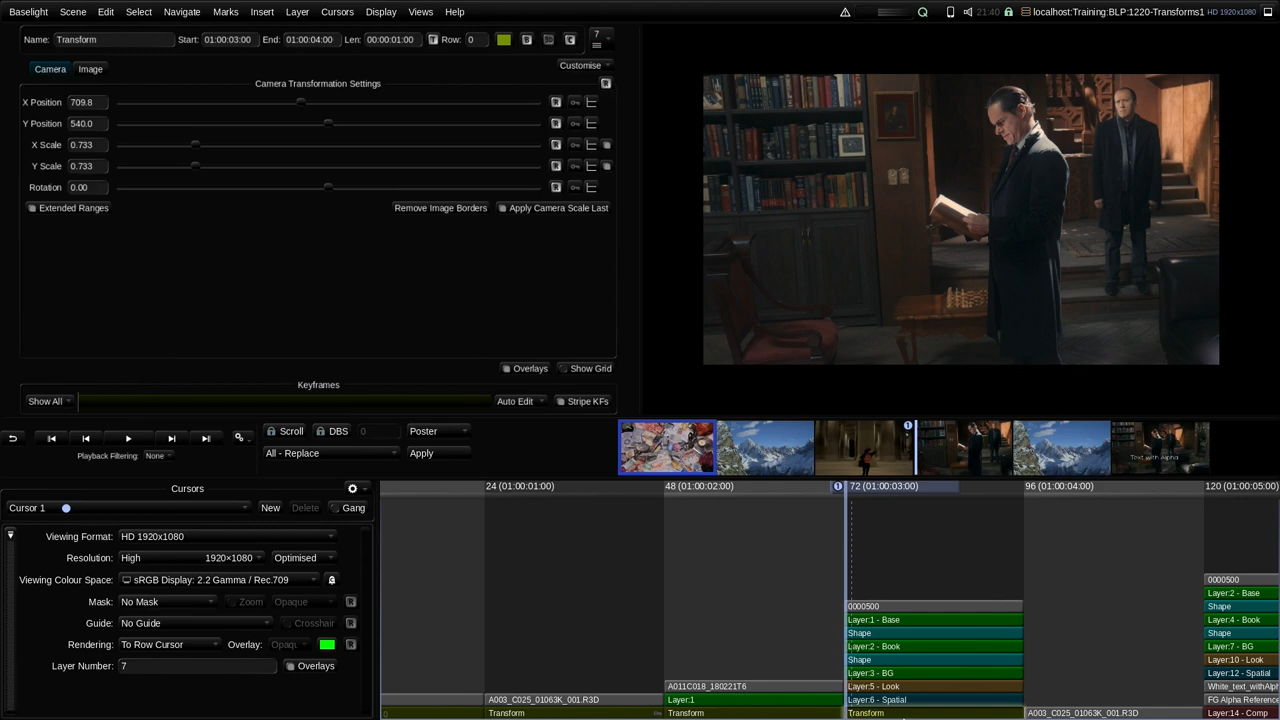 Baselight Scene Edit Select Navigate Marks Insert Layer Cursors Display Views Help
21:40 localhost:Training:BLP:1220-Transforms1 HD 1920x1080
Name: Transform Start: 01:00:03:00 End: 01:00:04:00 Len: 00:00:01:00 Row: 0 7
Camera Image
Customise
Camera Transformation Settings
X Position 709.8
Y Position 540.0
X Scale 0.733
Y Scale 0.733
Rotation 0.00
Extended Ranges Remove Image Borders Apply Camera Scale Last
Overlays Show Grid
Keyframes
Show All Auto Edit Stripe KFs
Scroll DBS 0 Poster
Playback Filtering: None All - Replace Apply
Text with Alpha
Cursors
Cursor 1 New Delete Gang
Viewing Format: HD 1920x1080
Resolution: High 1920×1080 Optimised
Viewing Colour Space: sRGB Display: 2.2 Gamma / Rec.709
Mask: No Mask Zoom Opaque
Guide: No Guide Crosshair
Rendering: To Row Cursor Overlay: Opaqu
Layer Number: 7 Overlays
24 (01:00:01:00) 48 (01:00:02:00) 72 (01:00:03:00) 96 (01:00:04:00) 120 (01:00:05:00)
A003_C025_01063K_001.R3D
Transform
A011C018_180221T6
Layer:1
0000500
Layer:1 - Base
Shape
Layer:2 - Book
Shape
Layer:3 - BG
Layer:5 - Look
Layer:6 - Spatial
Transform
A003_C025_01063K_001.R3D
0000500
Layer:2 - Base
Shape
Layer:4 - Book
Shape
Layer:7 - BG
Layer:10 - Look
Layer:12 - Spatial
White_text_withAlph
FG Alpha Referenc
Layer:14 - Comp